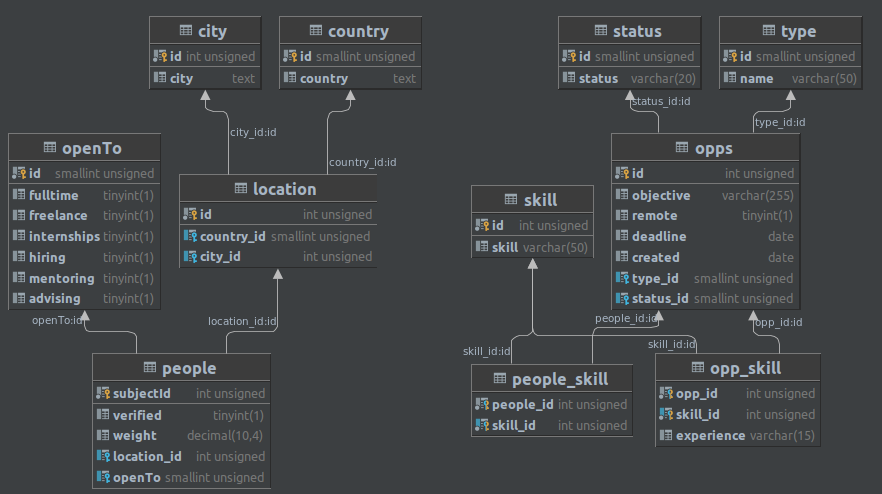 city
id int unsigned
city text
country
id smallint unsigned
country text
status
id smallint unsigned
status varchar(20)
type
id smallint unsigned
name varchar(50)
city_id:id
country_id:id
status_id:id
type_id:id
openTo
id smallint unsigned
fulltime tinyint(1)
freelance tinyint(1)
internships tinyint(1)
hiring tinyint(1)
mentoring tinyint(1)
advising tinyint(1)
location
id int unsigned
country_id smallint unsigned
city_id int unsigned
skill
id int unsigned
skill varchar(50)
opps
id int unsigned
objective varchar(255)
remote tinyint(1)
deadline date
created date
type_id smallint unsigned
status_id smallint unsigned
openTo:id
location_id:id
people_id:id
opp_id:id
skill_id:id
skill_id:id
people
subjectId int unsigned
verified tinyint(1)
weight decimal(10,4)
location_id int unsigned
openTo smallint unsigned
people_skill
people_id int unsigned
skill_id int unsigned
opp_skill
opp_id int unsigned
skill_id int unsigned
experience varchar(15)